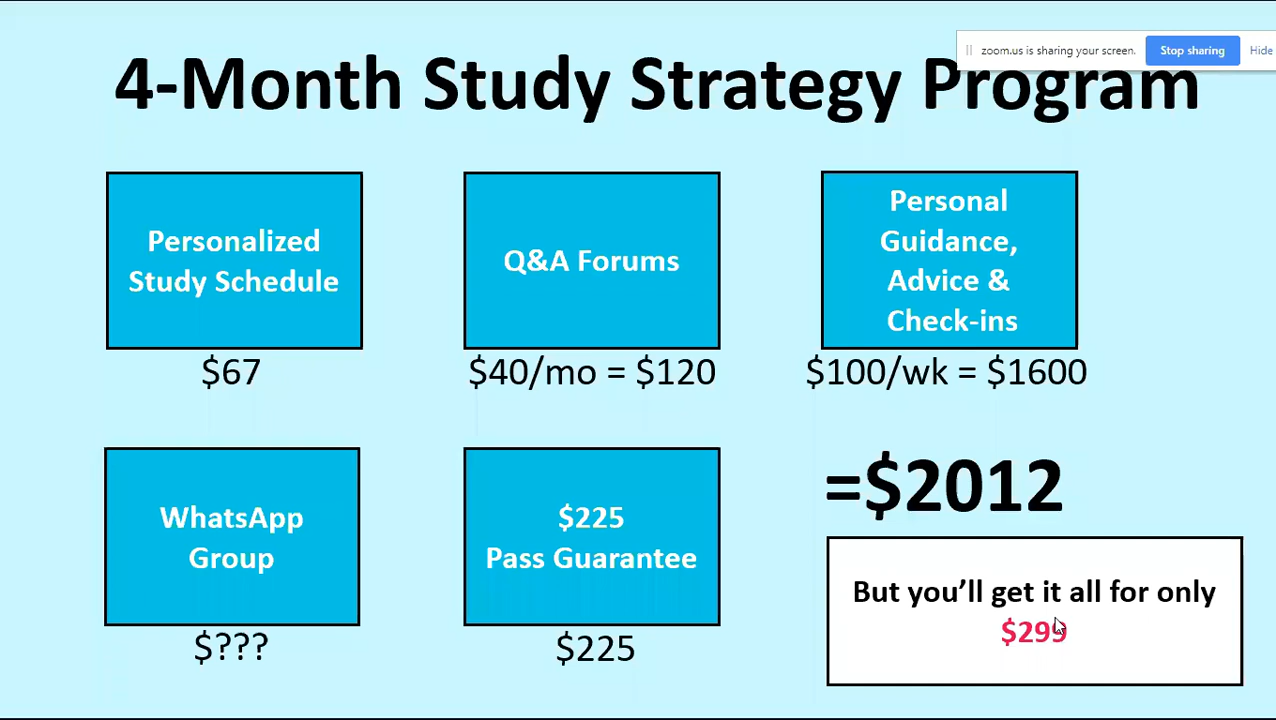 zoom.us is sharing your screen. Stop sharing Hide
4-Month Study Strategy Program
Personalized
Study Schedule
$67
Q&A Forums
$40/mo = $120
Personal
Guidance,
Advice &
Check-ins
$100/wk = $1600
WhatsApp
Group
$???
$225
Pass Guarantee
$225
=$2012
But you'll get it all for only
$299